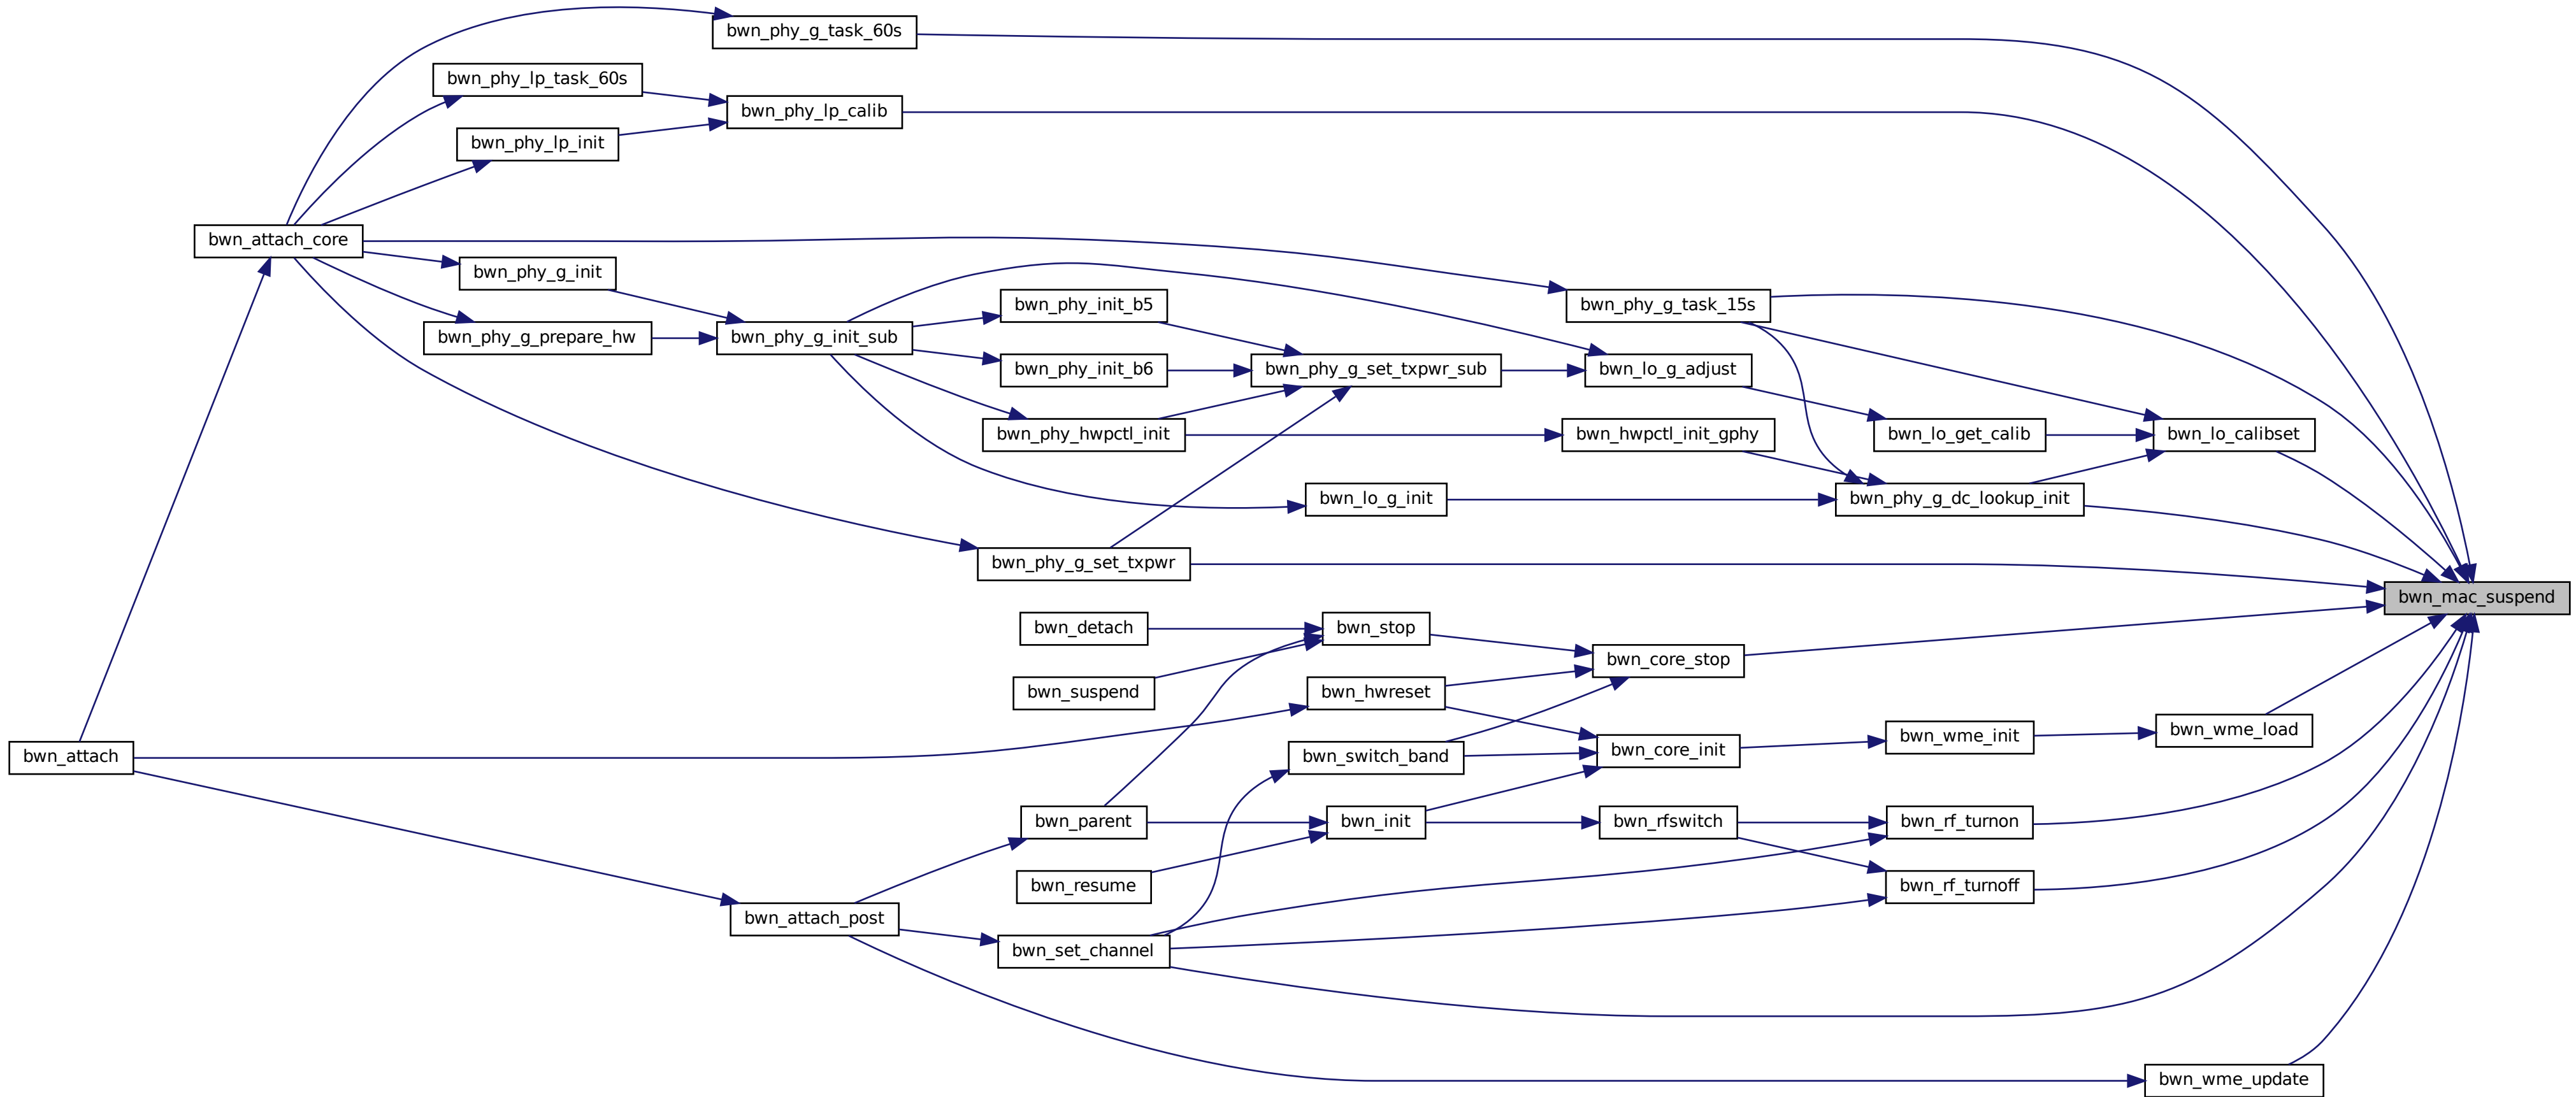 bwn_phy_g_task_60s
bwn_phy_lp_task_60s
bwn_phy_lp_calib
bwn_phy_lp_init
bwn_attach_core
bwn_phy_g_init
bwn_phy_init_b5
bwn_phy_g_task_15s
bwn_phy_g_prepare_hw
bwn_phy_g_init_sub
bwn_phy_init_b6
bwn_phy_g_set_txpwr_sub
bwn_lo_g_adjust
bwn_phy_hwpctl_init
bwn_hwpctl_init_gphy
bwn_lo_get_calib
bwn_lo_calibset
bwn_lo_g_init
bwn_phy_g_dc_lookup_init
bwn_phy_g_set_txpwr
bwn_mac_suspend
bwn_detach
bwn_stop
bwn_core_stop
bwn_suspend
bwn_hwreset
bwn_attach
bwn_switch_band
bwn_core_init
bwn_wme_init
bwn_wme_load
bwn_parent
bwn_init
bwn_rfswitch
bwn_rf_turnon
bwn_resume
bwn_rf_turnoff
bwn_attach_post
bwn_set_channel
bwn_wme_update